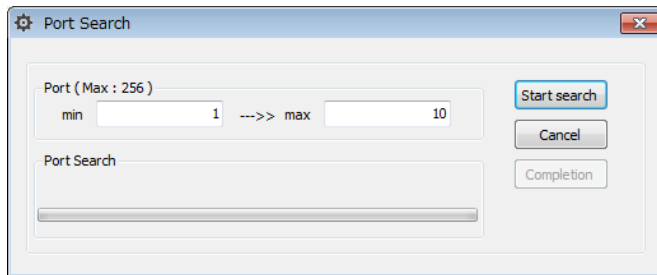 Port Search
Port ( Max : 256 )
min 1 --->> max 10
Start search
Cancel
Port Search
Completion